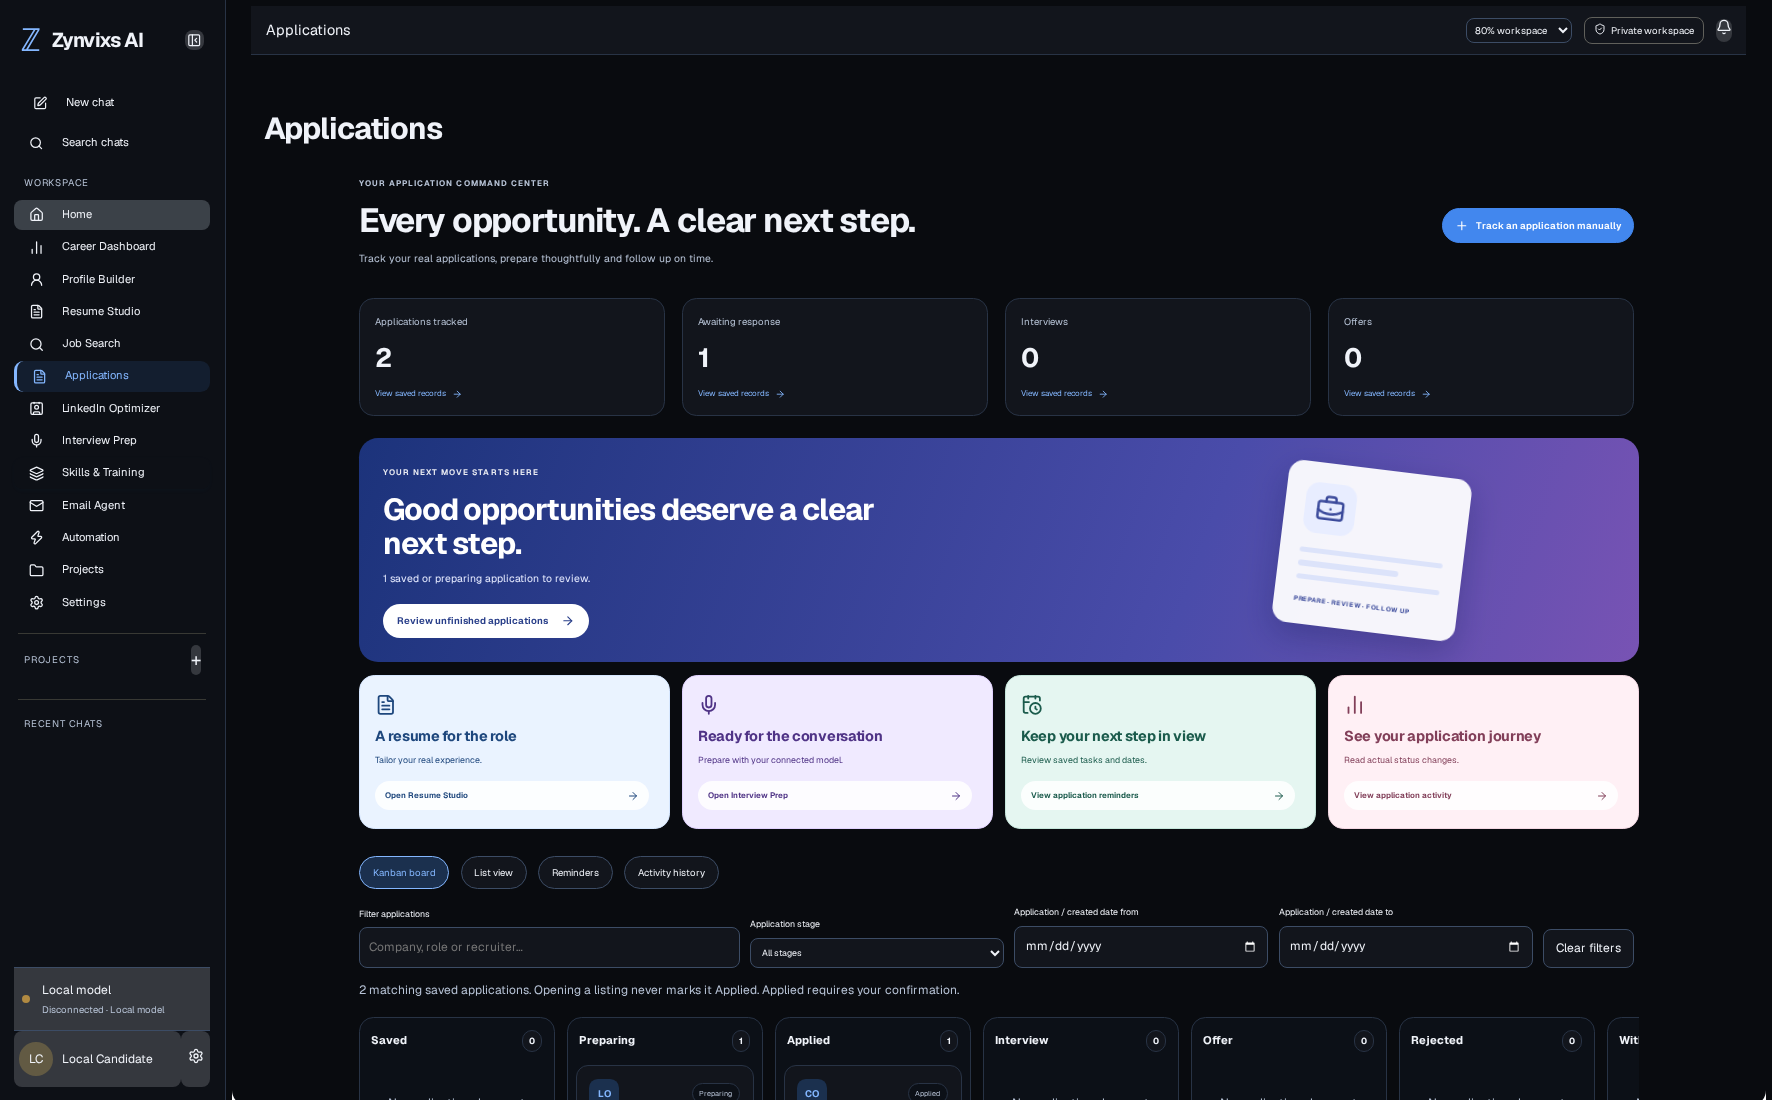 Zynvixs AI
New chat
Search chats
WORKSPACE
Home
Career Dashboard
Profile Builder
Resume Studio
Job Search
Applications
LinkedIn Optimizer
Interview Prep
Skills & Training
Email Agent
Automation
Projects
Settings
PROJECTS
+
RECENT CHATS
Local model
Disconnected · Local model
LC Local Candidate
Applications
80% workspace
Private workspace
Applications
YOUR APPLICATION COMMAND CENTER
Every opportunity. A clear next step.
Track your real applications, prepare thoughtfully and follow up on time.
Track an application manually
Applications tracked
2
View saved records
Awaiting response
1
View saved records
Interviews
0
View saved records
Offers
0
View saved records
YOUR NEXT MOVE STARTS HERE
Good opportunities deserve a clear
next step.
1 saved or preparing application to review.
Review unfinished applications
PREPARE · REVIEW · FOLLOW UP
A resume for the role
Tailor your real experience.
Open Resume Studio
Ready for the conversation
Prepare with your connected model.
Open Interview Prep
Keep your next step in view
Review saved tasks and dates.
View application reminders
See your application journey
Read actual status changes.
View application activity
Kanban board
List view
Reminders
Activity history
Filter applications
Company, role or recruiter...
Application stage
All stages
Application / created date from
mm/dd/yyyy
Application / created date to
mm/dd/yyyy
Clear filters
2 matching saved applications. Opening a listing never marks it Applied. Applied requires your confirmation.
Saved 0
Preparing 1
LO Preparing
Applied 1
CO Applied
Interview 0
Offer 0
Rejected 0